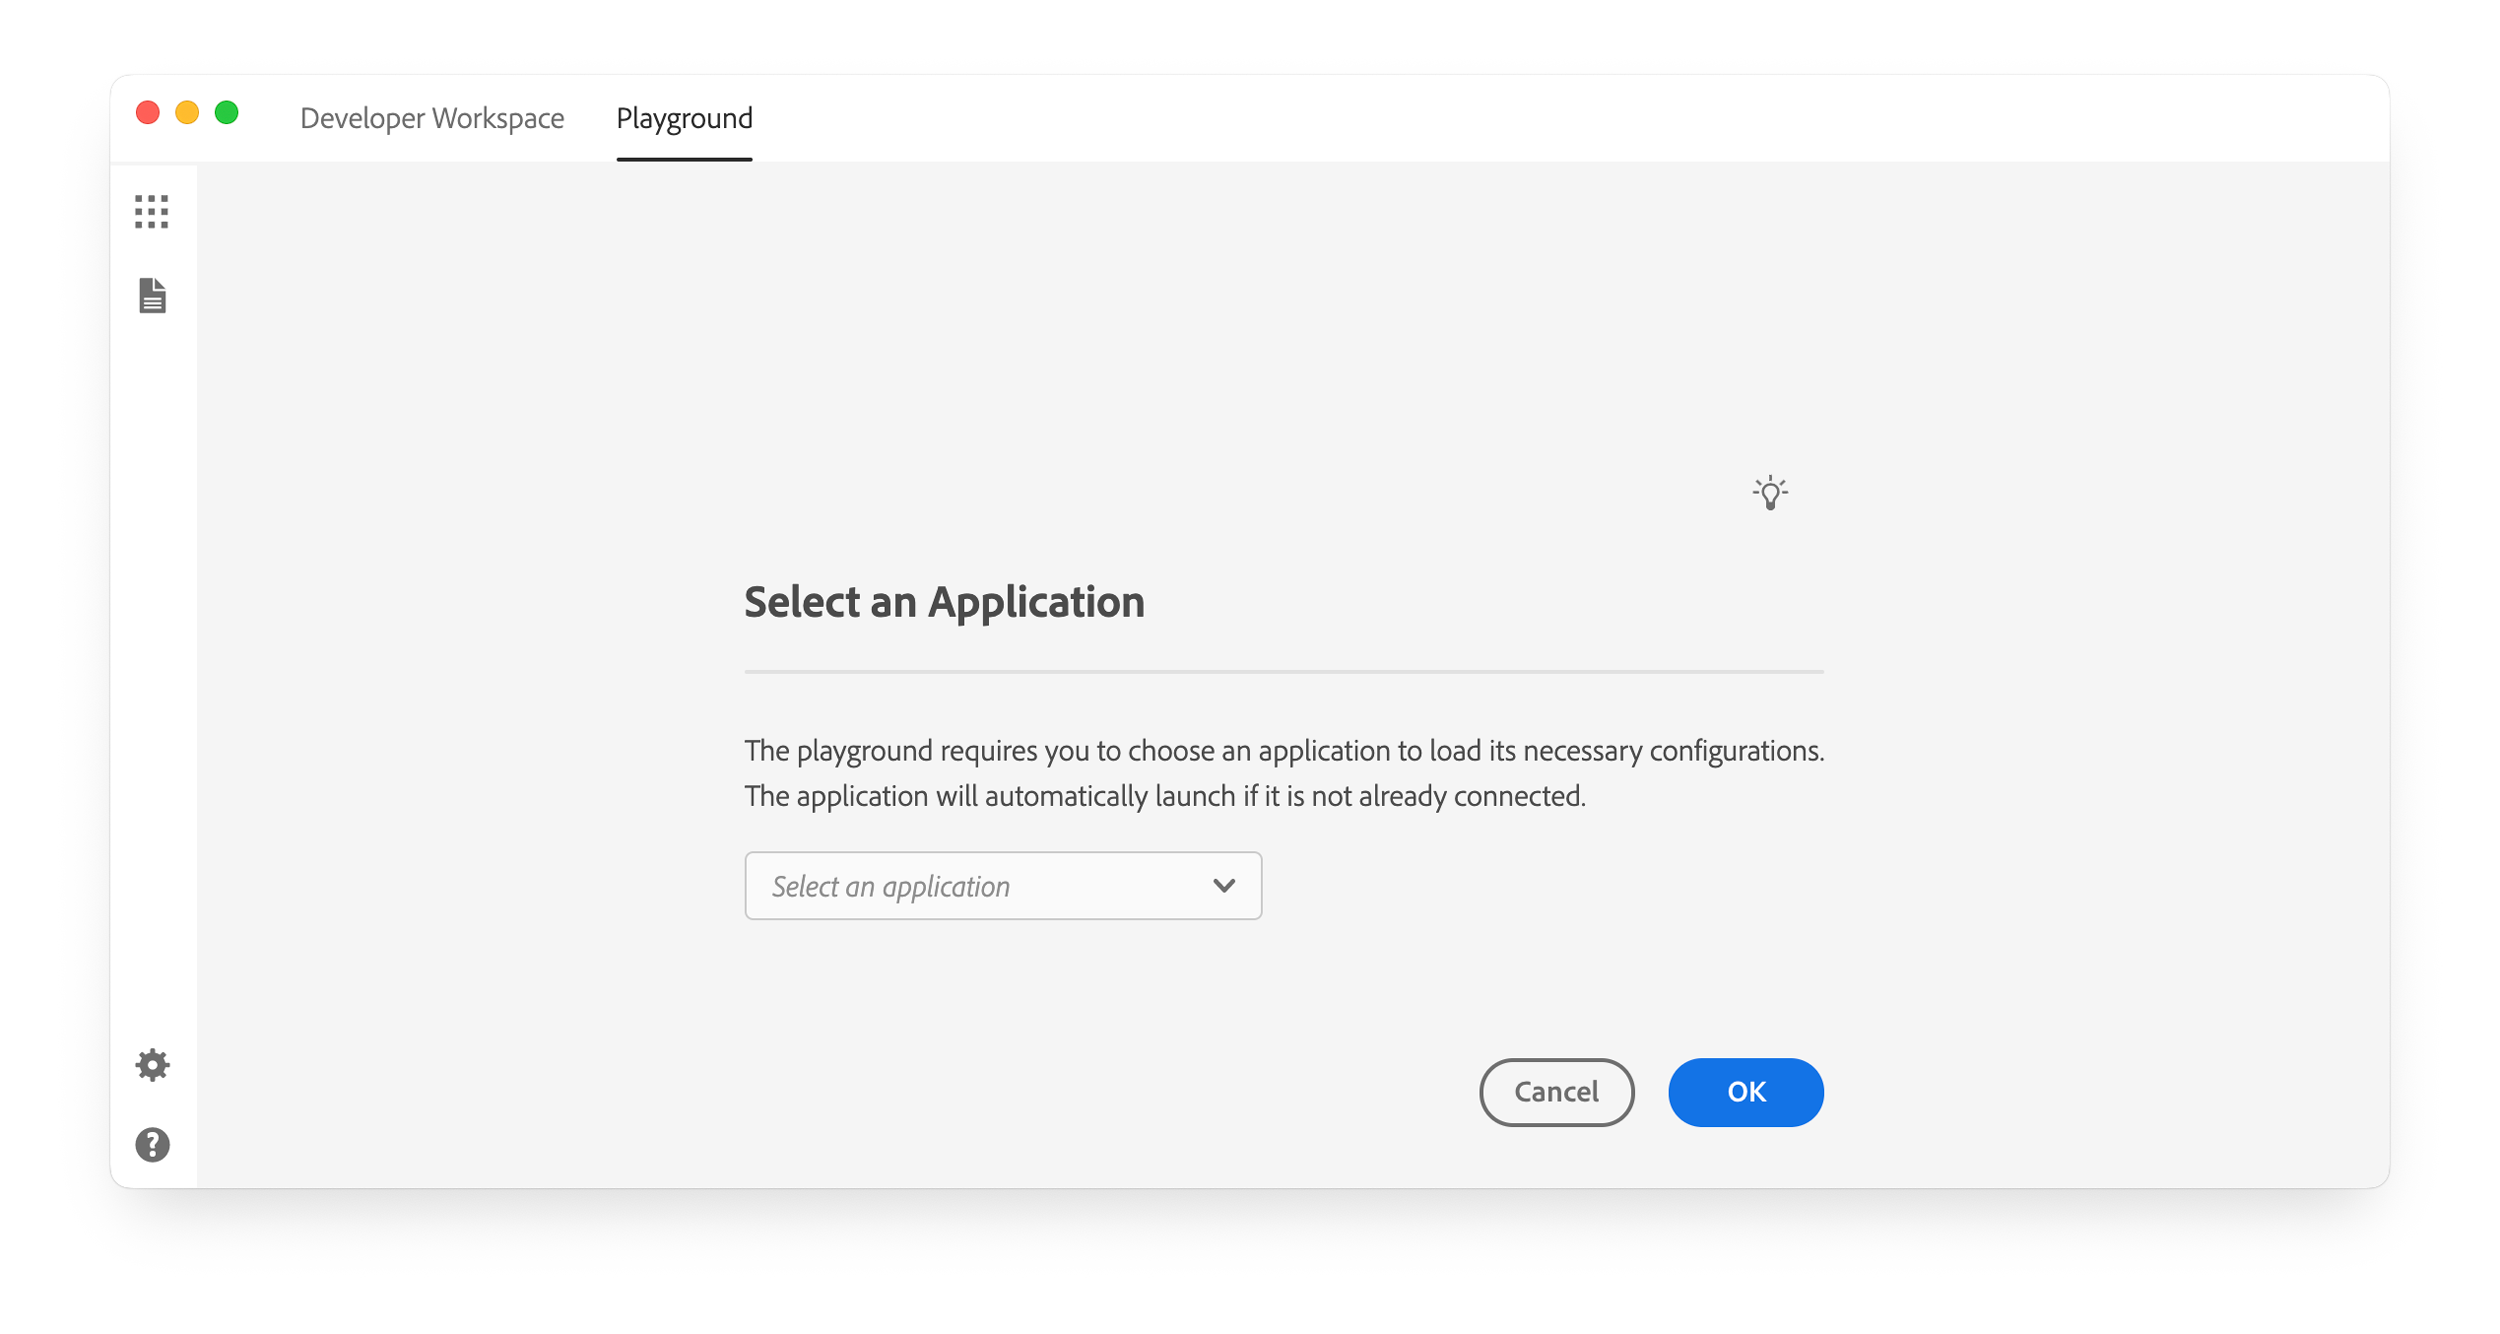 Developer Workspace
Playground
Select an Application
The playground requires you to choose an application to load its necessary configurations.
The application will automatically launch if it is not already connected.
Select an application
Cancel
OK